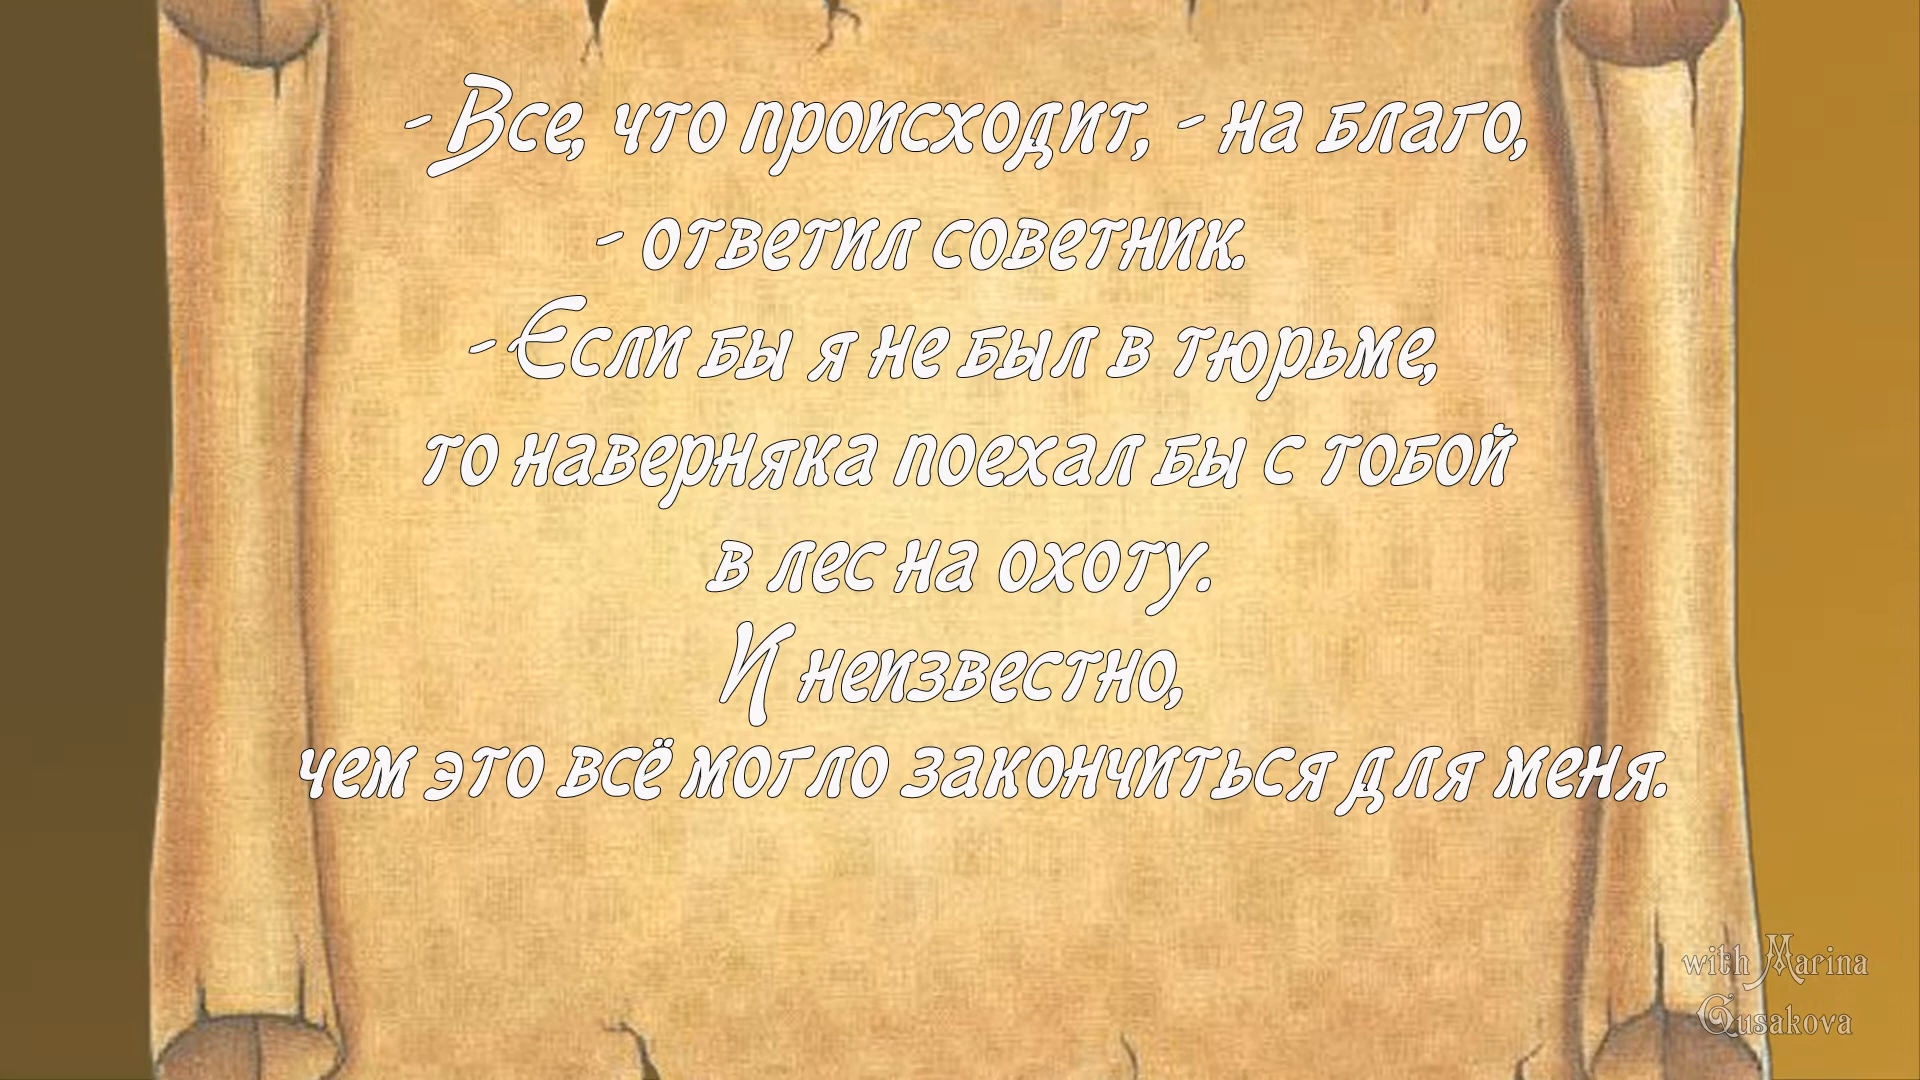 - Все, что происходит, - на благо,
- ответил советник.
- Если бы я не был в тюрьме,
то наверняка поехал бы с тобой
в лес на охоту.
И неизвестно,
чем это всё могло закончиться для меня.
with Marina
Gusakova